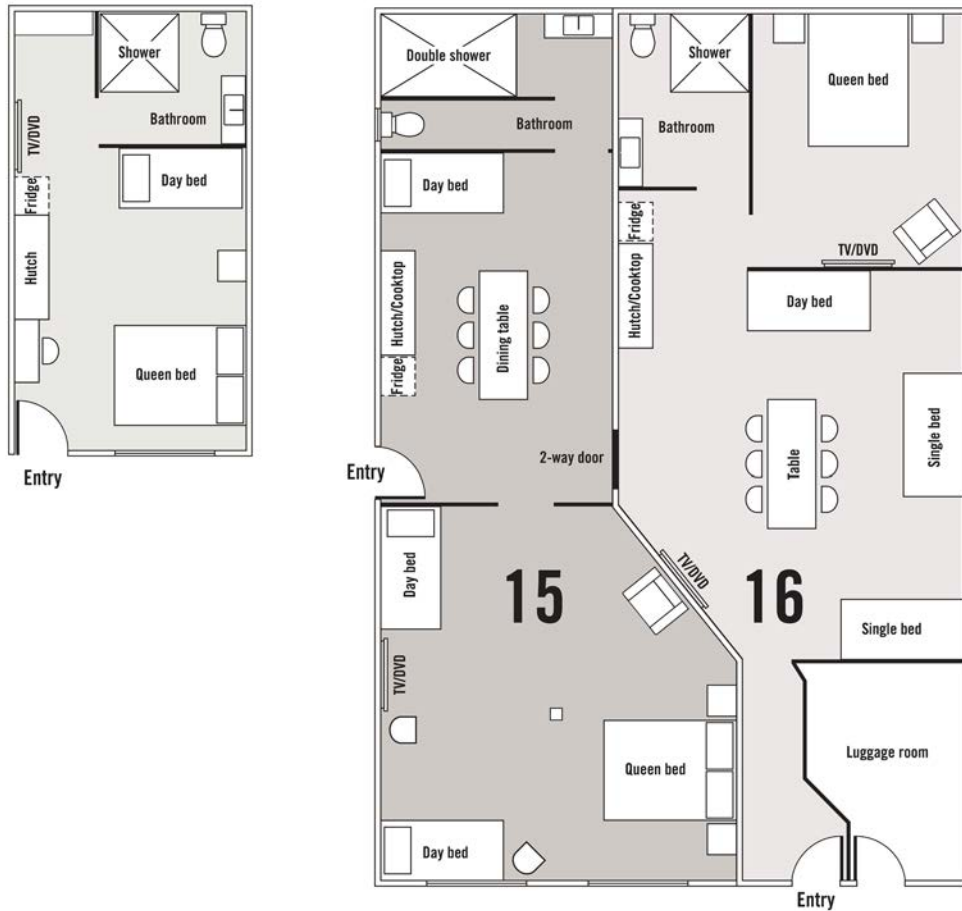 Shower
Bathroom
TV/DVD
Fridge
Day bed
Hutch
Queen bed
Entry
Double shower
Bathroom
Day bed
Hutch/Cooktop
Dining table
Fridge
2-way door
Entry
Day bed
15
TV/DVD
Queen bed
Day bed
Shower
Queen bed
Bathroom
Fridge
TV/DVD
Hutch/Cooktop
Day bed
Single bed
Table
TV/DVD
16
Single bed
Luggage room
Entry